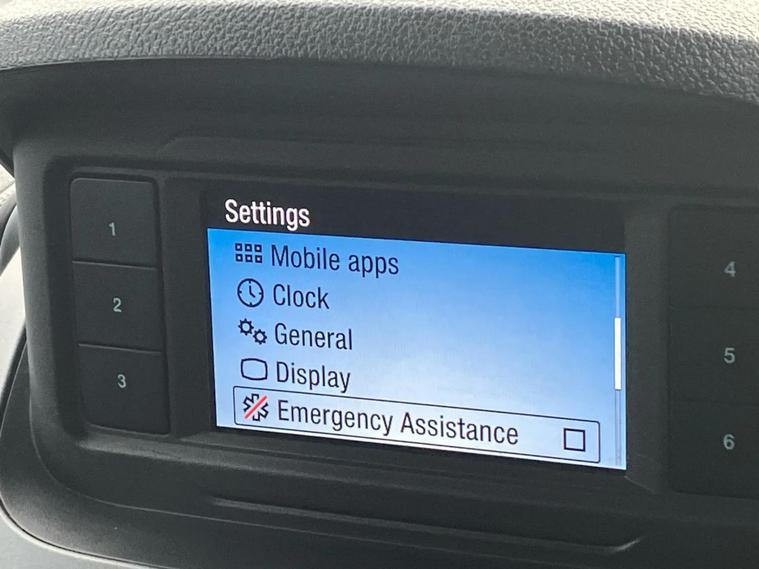 Settings
Mobile apps
Clock
General
Display
Emergency Assistance
1
2
3
4
5
6